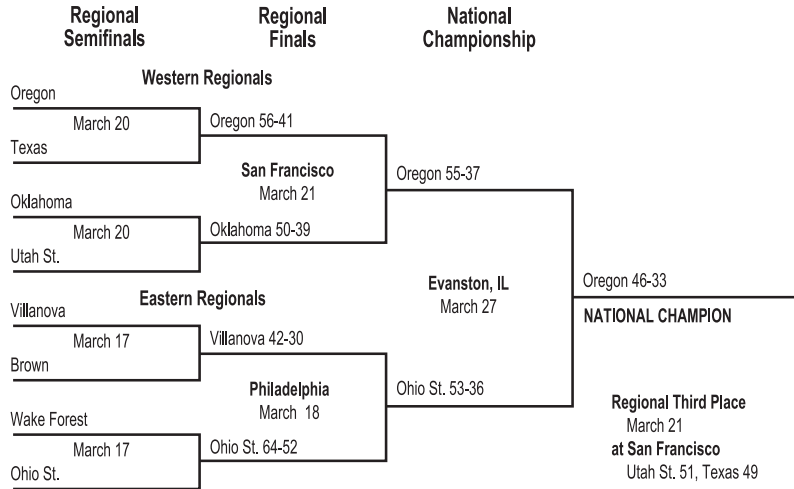 Regional
Semifinals
Regional
Finals
National
Championship
Western Regionals
Oregon
March 20
Texas
Oregon 56-41
San Francisco
March 21
Oklahoma
March 20
Utah St.
Oklahoma 50-39
Oregon 55-37
Eastern Regionals
Villanova
March 17
Brown
Villanova 42-30
Philadelphia
March 18
Wake Forest
March 17
Ohio St.
Ohio St. 64-52
Ohio St. 53-36
Evanston, IL
March 27
Oregon 46-33
NATIONAL CHAMPION
Regional Third Place
March 21
at San Francisco
Utah St. 51, Texas 49